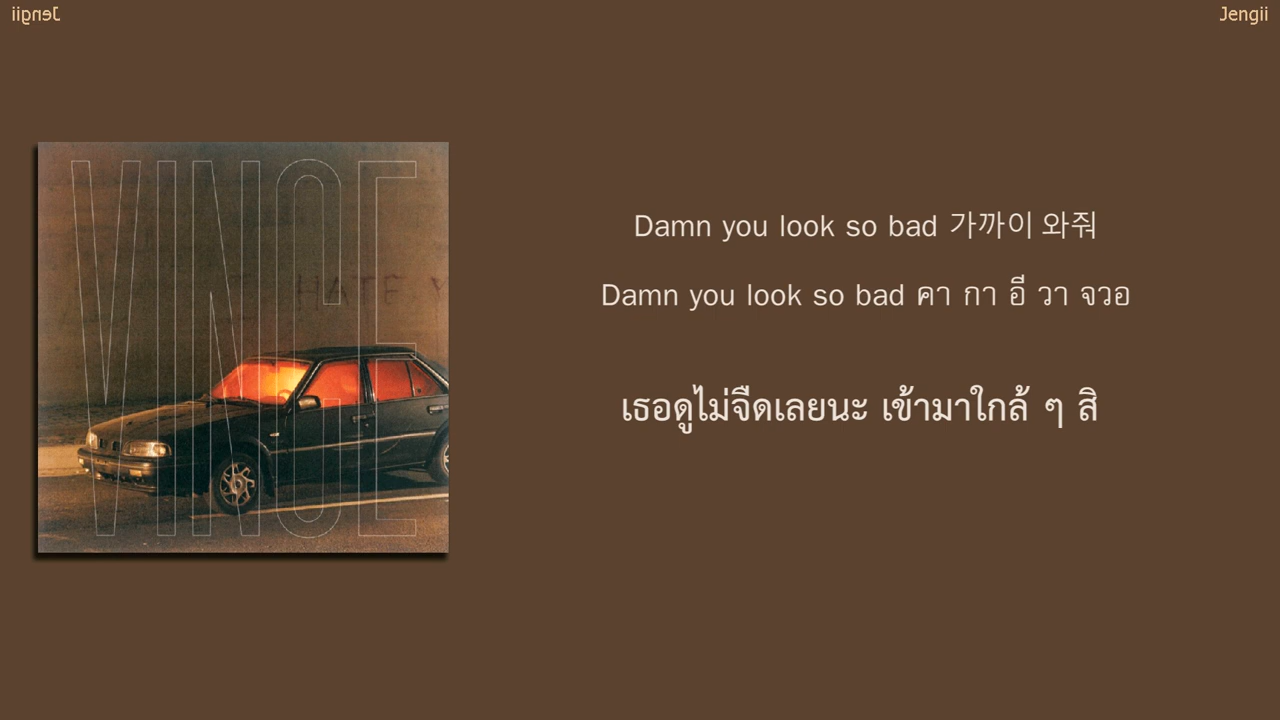 Jengii
Jengii
VINCE
HATE Y
Damn you look so bad 가까이 와줘
Damn you look so bad คา กา อี วา จวอ
เธอดูไม่จืดเลยนะ เข้ามาใกล้ ๆ สิ